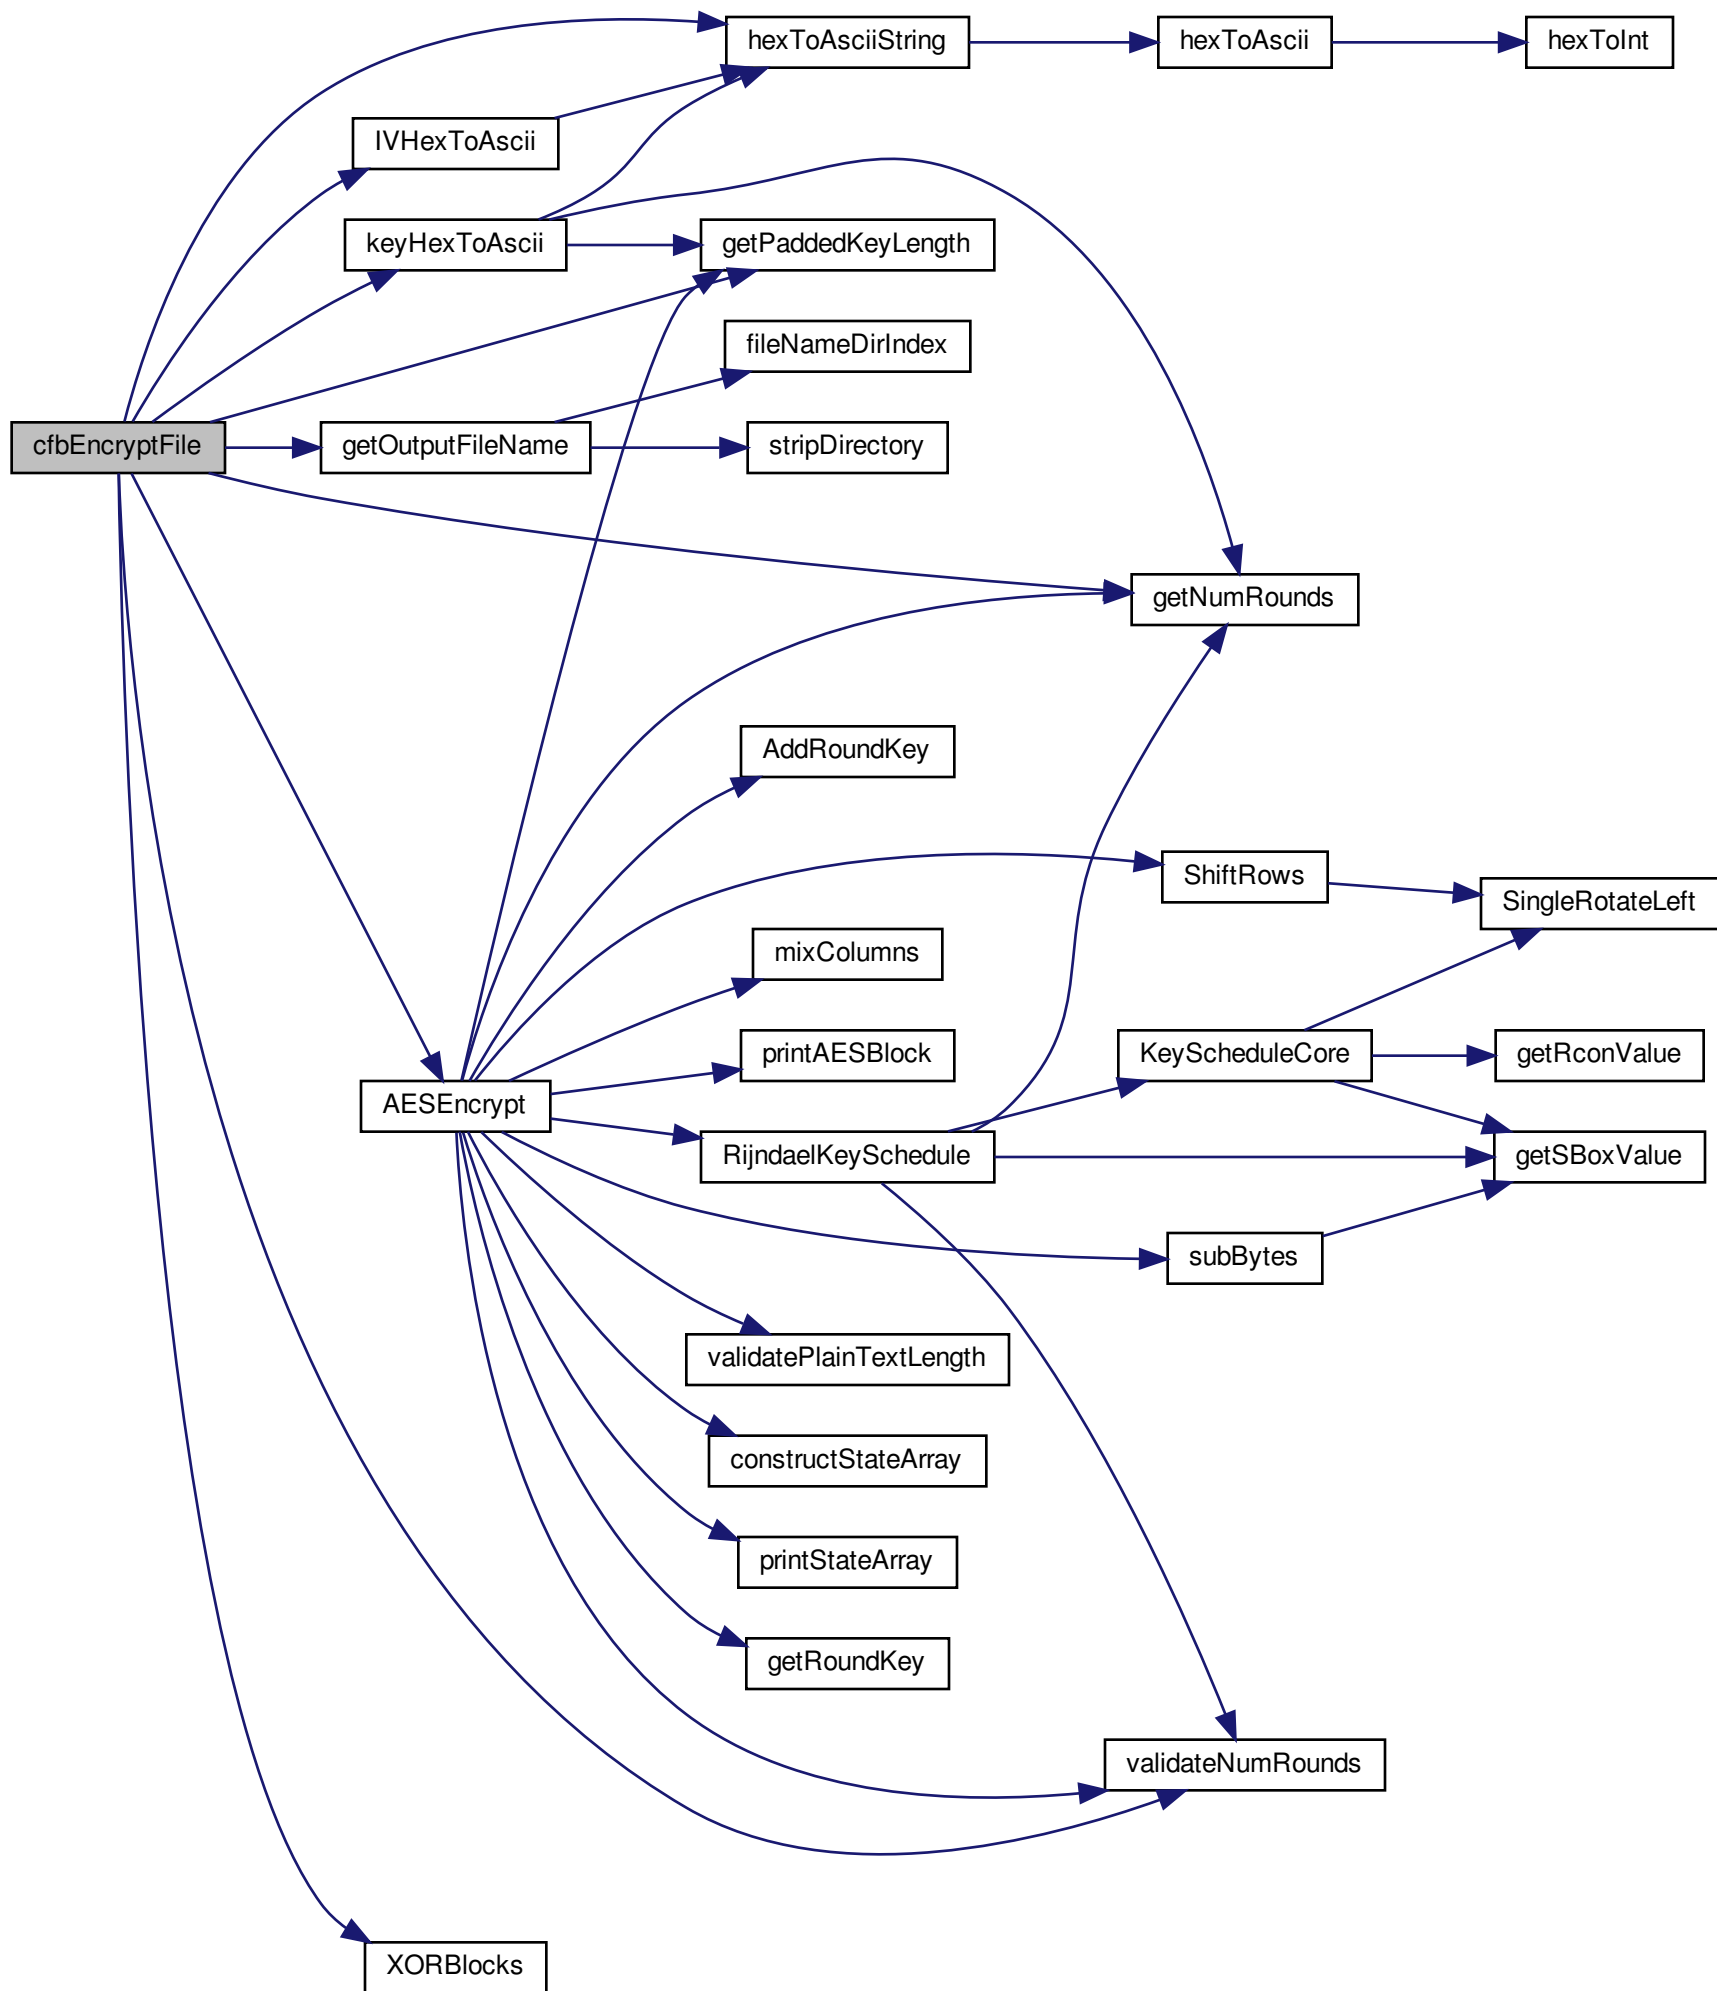 hexToAsciiString
hexToAscii
hexToInt
IVHexToAscii
keyHexToAscii
getPaddedKeyLength
fileNameDirIndex
cfbEncryptFile
getOutputFileName
stripDirectory
getNumRounds
AddRoundKey
ShiftRows
SingleRotateLeft
mixColumns
printAESBlock
KeyScheduleCore
getRconValue
AESEncrypt
RijndaelKeySchedule
getSBoxValue
subBytes
validatePlainTextLength
constructStateArray
printStateArray
getRoundKey
validateNumRounds
XORBlocks